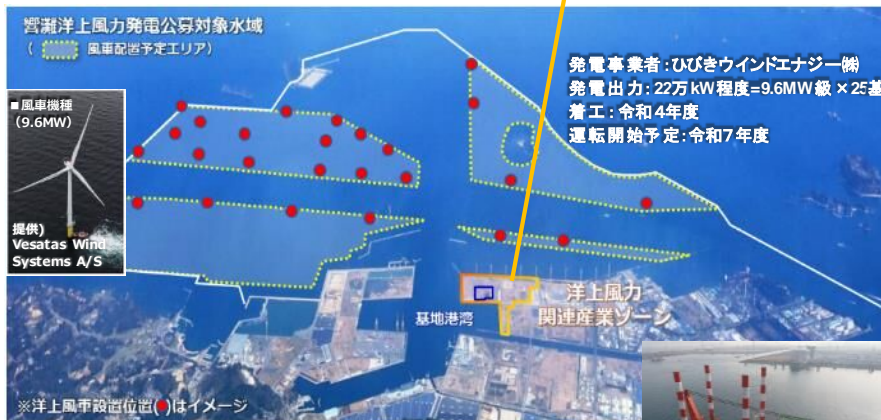 響灘洋上風力発電公募対象水域
( 風車配置予定エリア)
■風車機種
(9.6MW)
提供)
Vesatas Wind
Systems A/S
発電事業者:ひびきウインドエナジー㈱
発電出力:22万kW程度=9.6MW級×25基
着工:令和4年度
運転開始予定:令和7年度
洋上風力
関連産業ゾーン
基地港湾
※洋上風車設置位置( )はイメージ